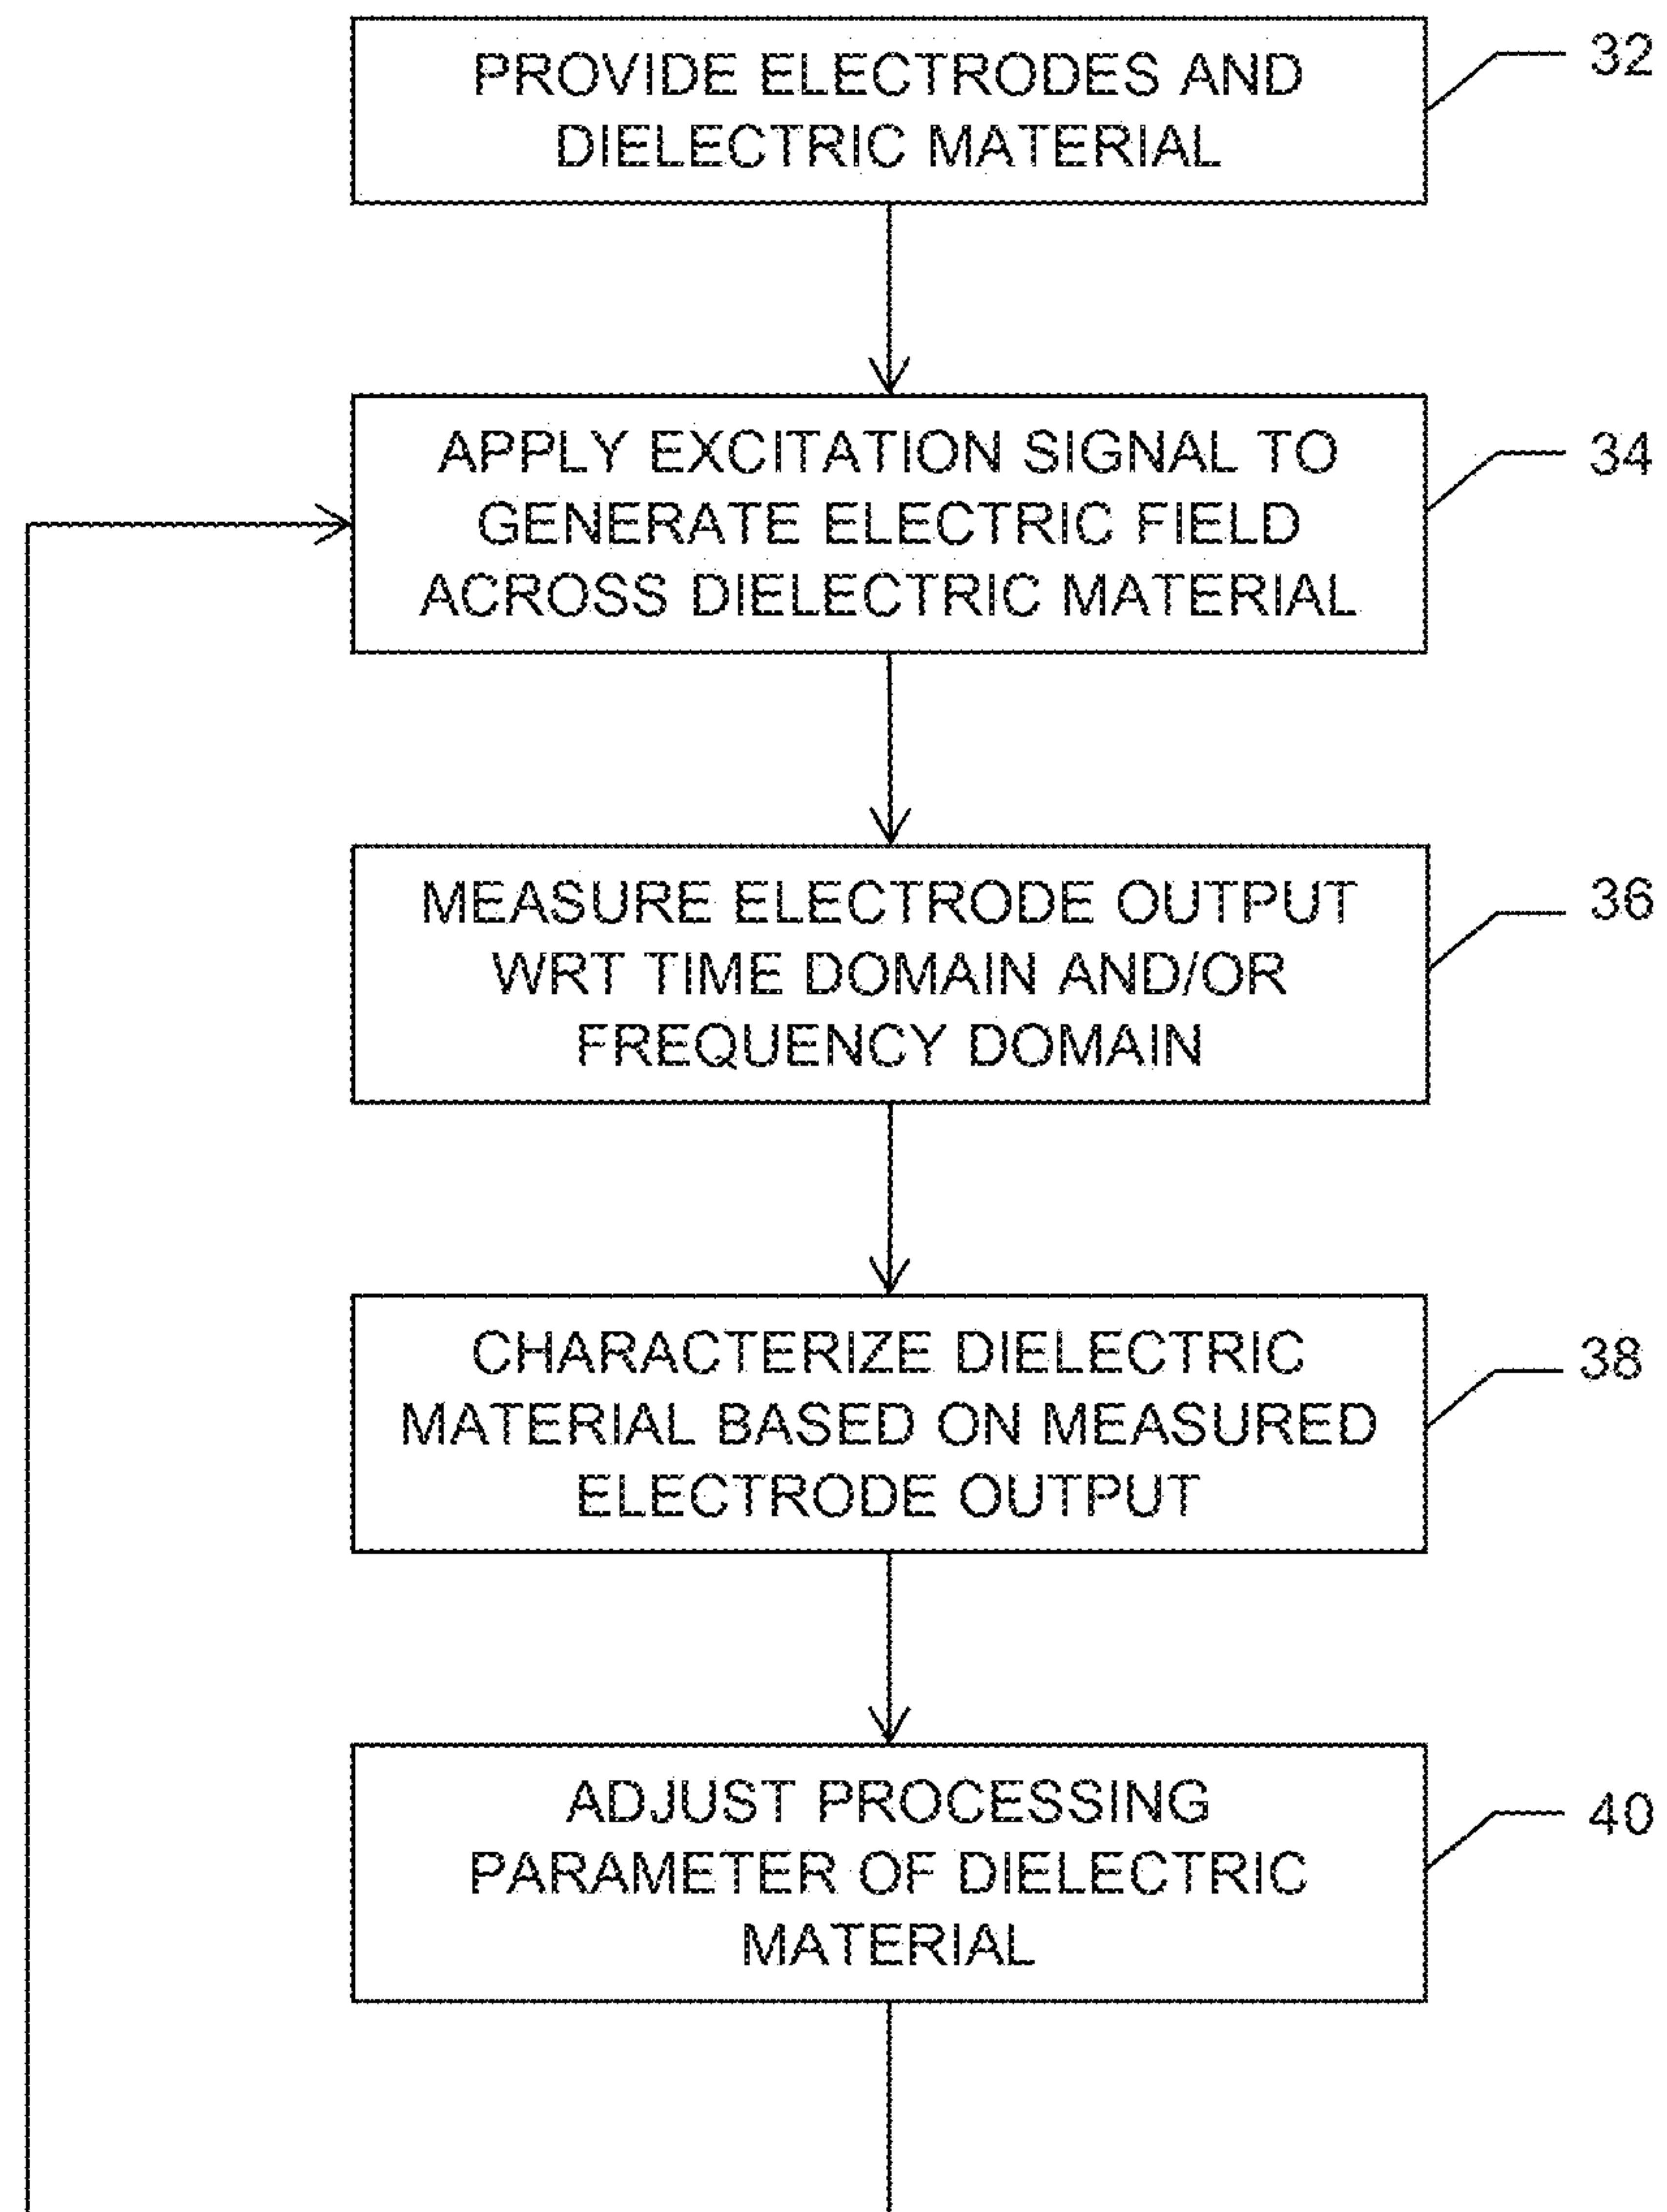 PROVIDE ELECTRODES AND
DIELECTRIC MATERIAL
32
APPLY EXCITATION SIGNAL TO
GENERATE ELECTRIC FIELD
ACROSS DIELECTRIC MATERIAL
34
MEASURE ELECTRODE OUTPUT
WRT TIME DOMAIN AND/OR
FREQUENCY DOMAIN
36
CHARACTERIZE DIELECTRIC
MATERIAL BASED ON MEASURED
ELECTRODE OUTPUT
38
ADJUST PROCESSING
PARAMETER OF DIELECTRIC
MATERIAL
40